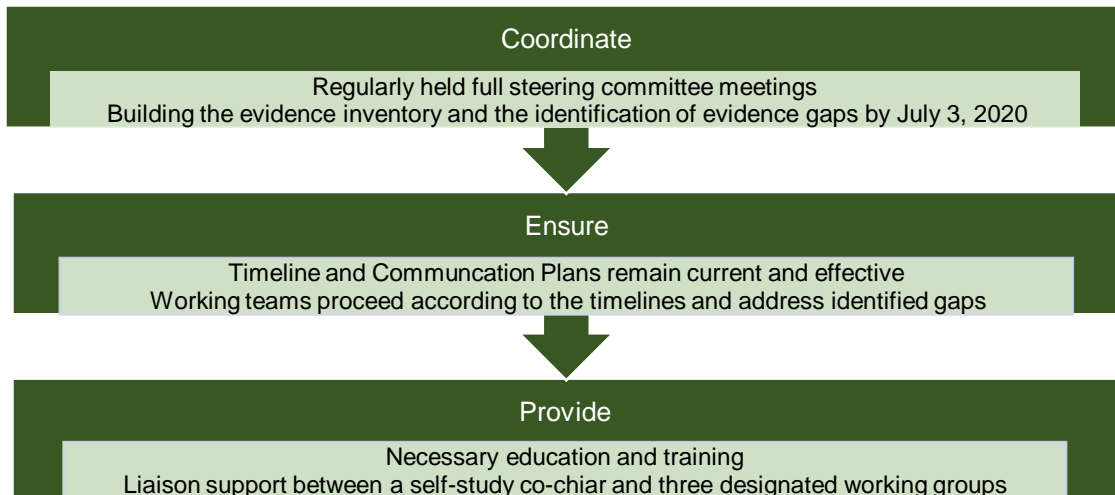 Coordinate
Regularly held full steering committee meetings
Building the evidence inventory and the identification of evidence gaps by July 3, 2020
Ensure
Timeline and Communcation Plans remain current and effective
Working teams proceed according to the timelines and address identified gaps
Provide
Necessary education and training
Liaison support between a self-study co-chiar and three designated working groups